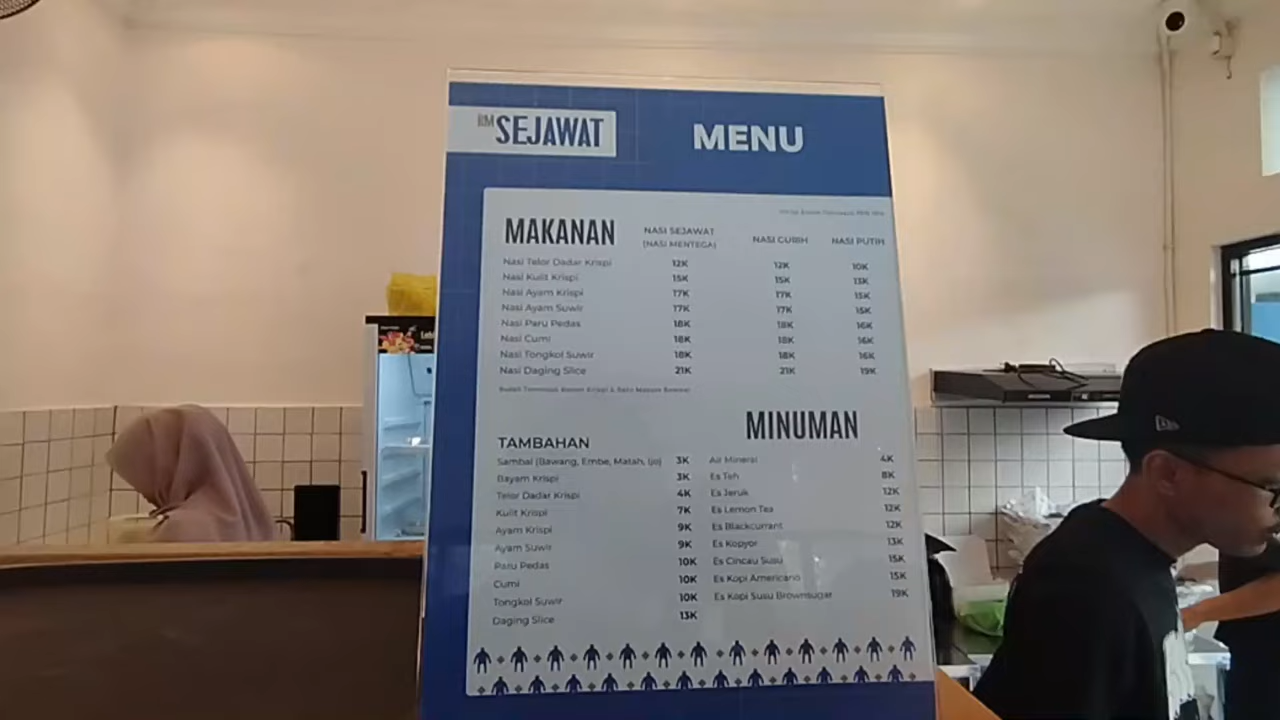 RM SEJAWAT
MENU
MAKANAN
NASI SEJAWAT
(NASI MENTEGA)
NASI GURIH
NASI PUTIH
Nasi Telor Dadar Krispi 12K 12K 10K
Nasi Kulit Krispi 15K 15K 13K
Nasi Ayam Krispi 17K 17K 15K
Nasi Ayam Suwir 17K 17K 15K
Nasi Paru Pedas 18K 18K 16K
Nasi Cumi 18K 18K 16K
Nasi Tongkol Suwir 18K 18K 16K
Nasi Daging Slice 21K 21K 19K
TAMBAHAN
Sambal (Bawang, Embe, Matah, Ijo) 3K
Bayam Krispi 3K
Telor Dadar Krispi 4K
Kulit Krispi 7K
Ayam Krispi 9K
Ayam Suwir 9K
Paru Pedas 10K
Cumi 10K
Tongkol Suwir 10K
Daging Slice 13K
MINUMAN
Air Mineral 4K
Es Teh 8K
Es Jeruk 12K
Es Lemon Tea 12K
Es Blackcurrant 12K
Es Kopyor 13K
Es Cincau Susu 15K
Es Kopi Americano 15K
Es Kopi Susu Brownsugar 19K